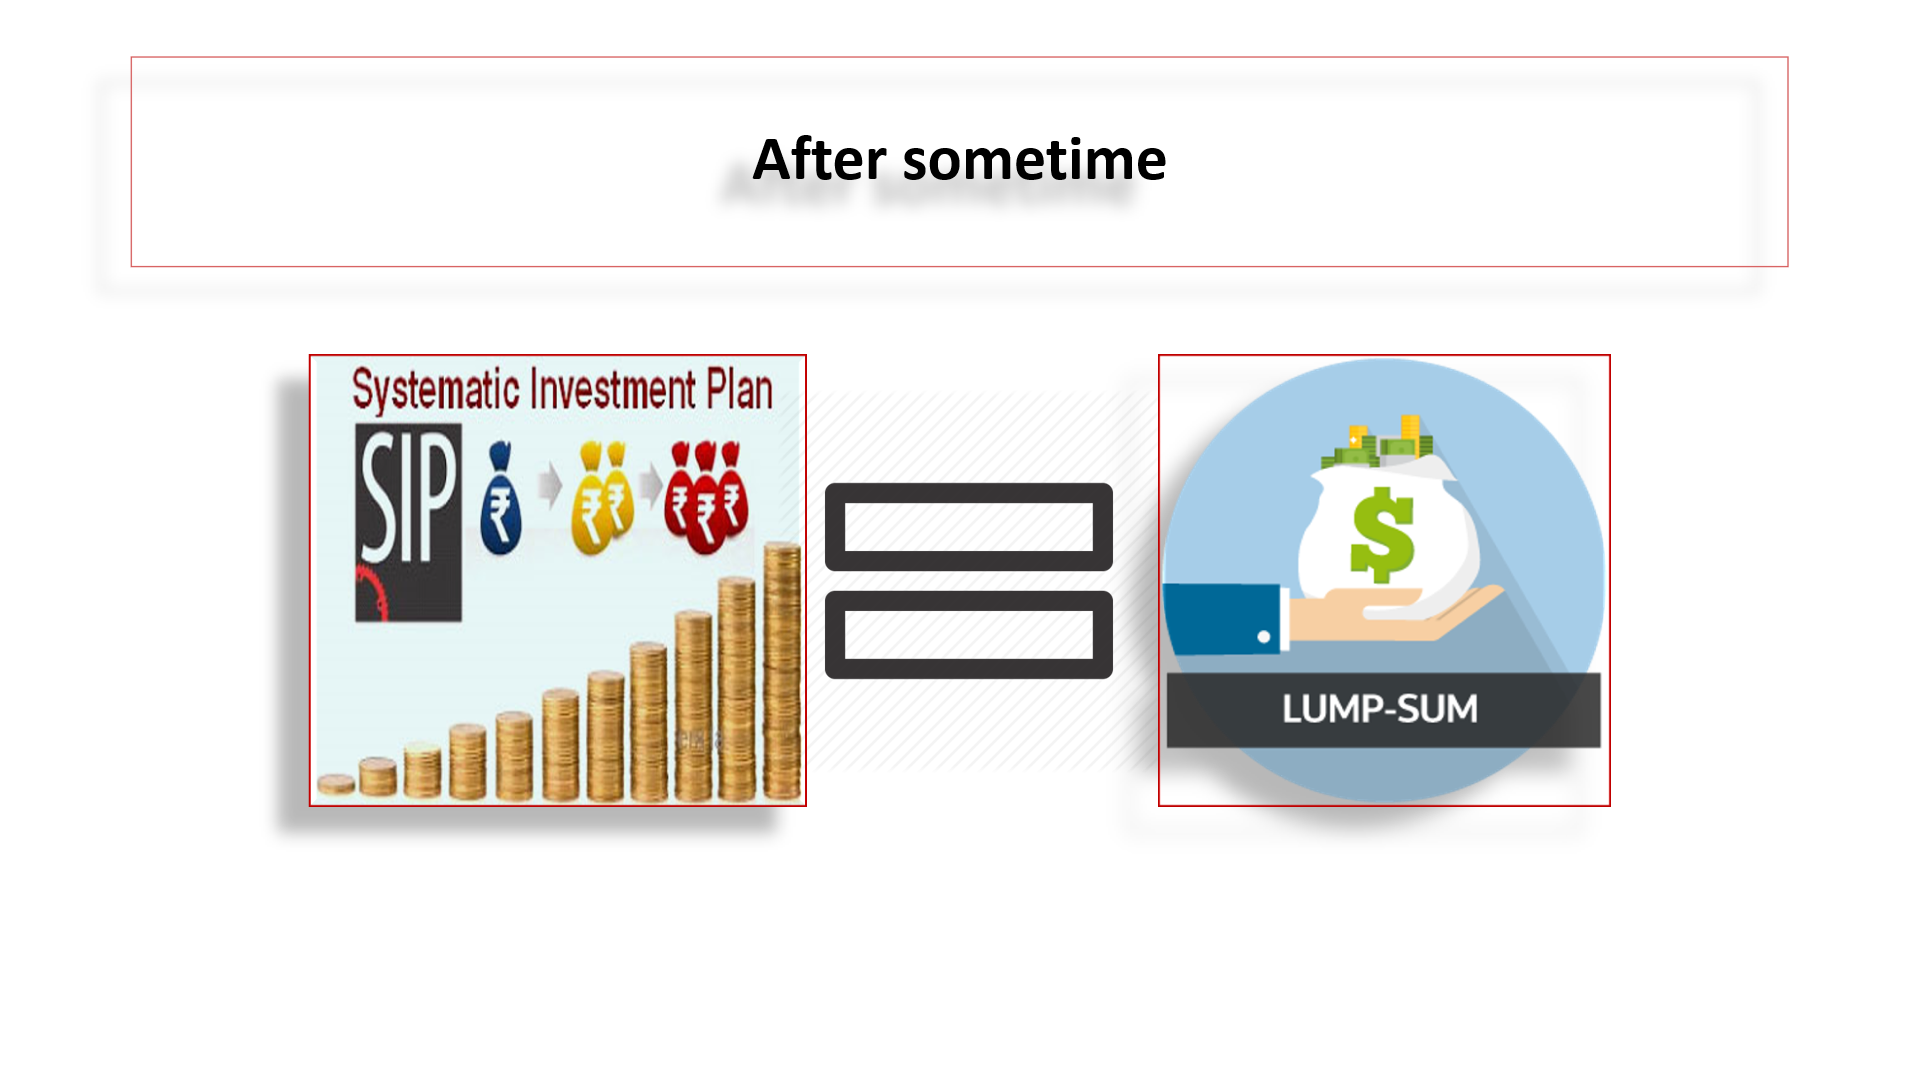 After sometime
Systematic Investment Plan
SIP
₹ ₹ ₹ ₹ ₹ ₹
$
LUMP-SUM